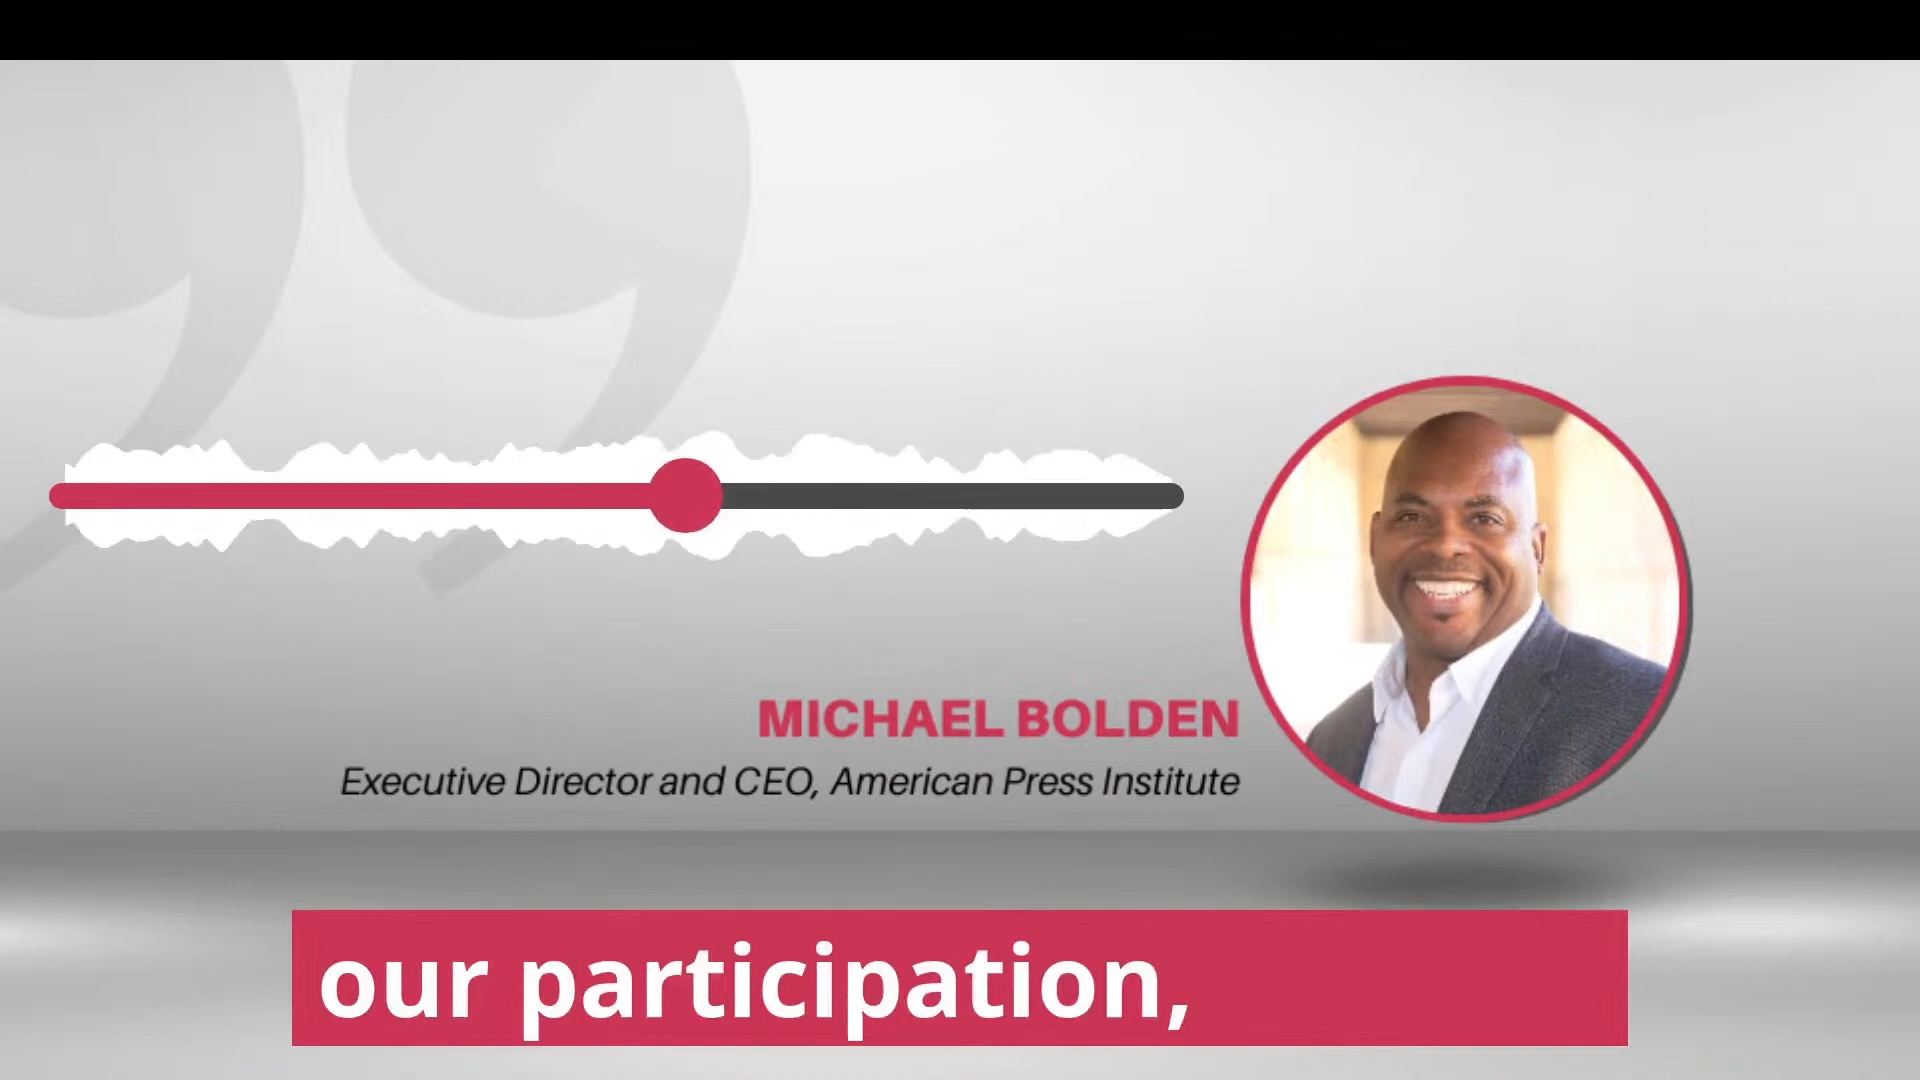 MICHAEL BOLDEN
Executive Director and CEO, American Press Institute
our participation,